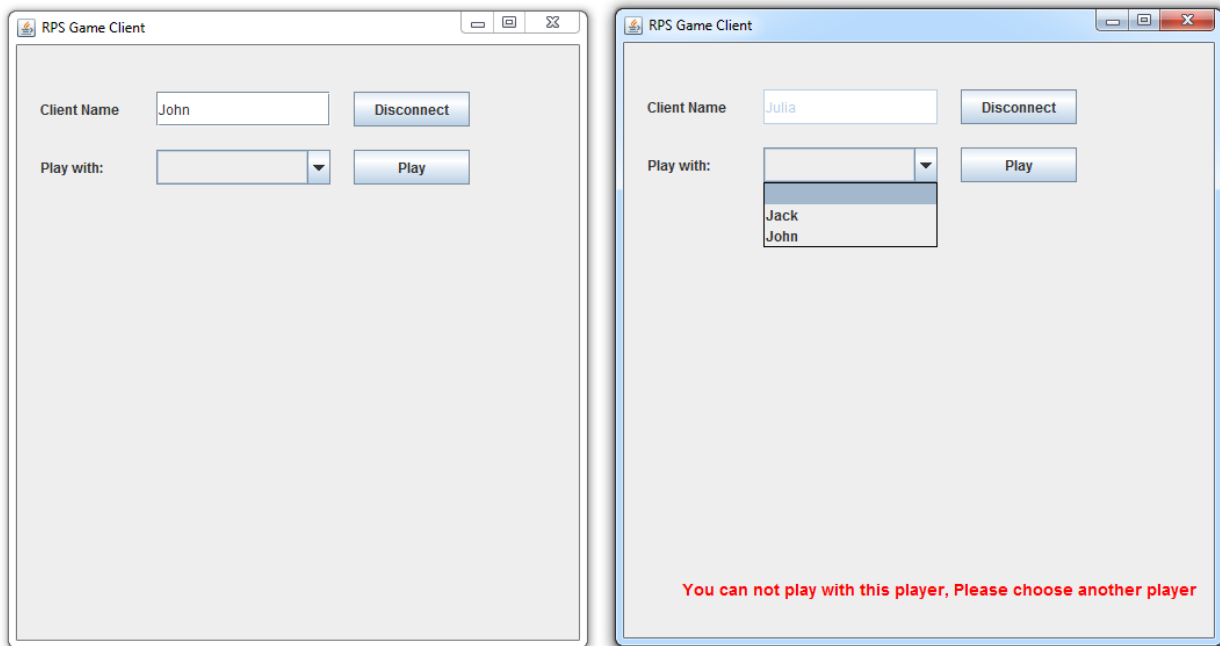 RPS Game Client
Client Name John Disconnect
Play with: Play
RPS Game Client
Client Name Julia Disconnect
Play with: Play
Jack
John
You can not play with this player, Please choose another player